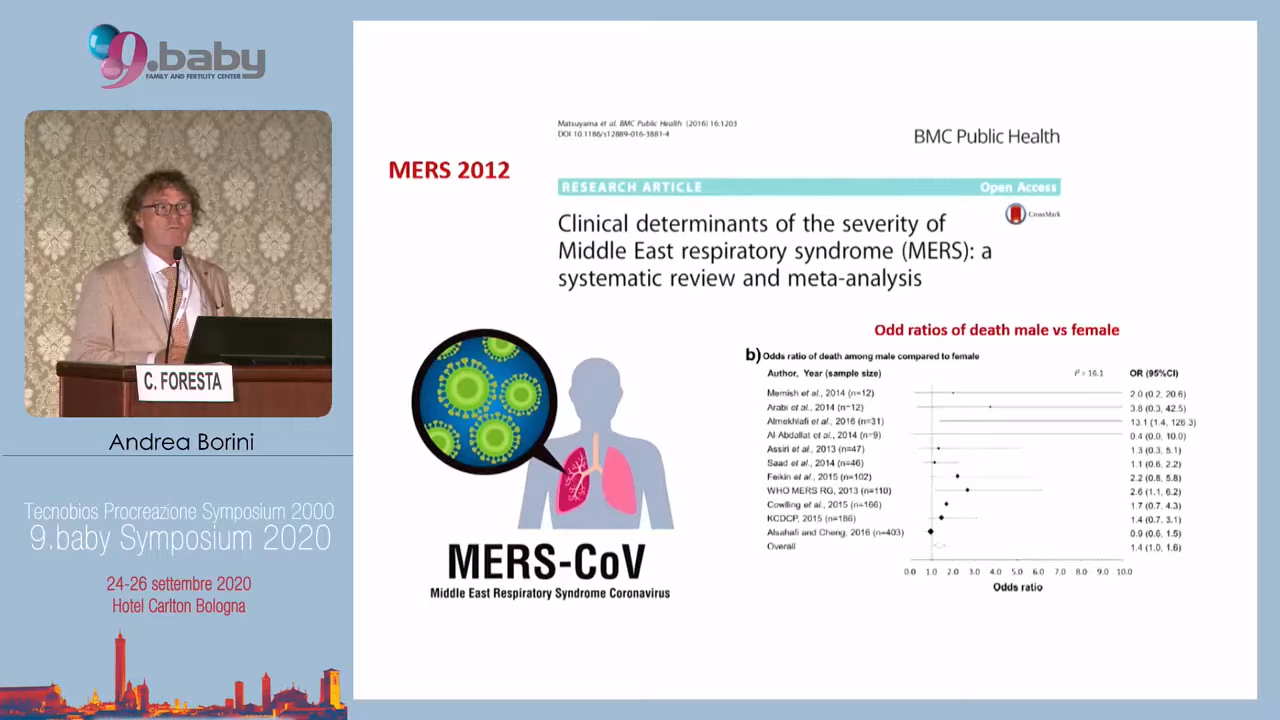 9.baby
FAMILY AND FERTILITY CENTER
C. FORESTA
Andrea Borini
Tecnobios Procreazione Symposium 2000
9.baby Symposium 2020
24-26 settembre 2020
Hotel Carlton Bologna
MERS 2012
Matsuyama et al. BMC Public Health (2016) 16:1203
DOI 10.1186/s12889-016-3881-4
BMC Public Health
RESEARCH ARTICLE
Open Access
CrossMark
Clinical determinants of the severity of
Middle East respiratory syndrome (MERS): a
systematic review and meta-analysis
MERS-CoV
Middle East Respiratory Syndrome Coronavirus
Odd ratios of death male vs female
b) Odds ratio of death among male compared to female
Author, Year (sample size) I² = 16.1 OR (95%CI)
Memish et al., 2014 (n=12) 2.0 (0.2, 20.6)
Arabi et al., 2014 (n=12) 3.8 (0.3, 42.5)
Almekhlafi et al., 2016 (n=31) 13.1 (1.4, 126.3)
Al-Abdallat et al., 2014 (n=9) 0.4 (0.0, 10.0)
Assiri et al., 2013 (n=47) 1.3 (0.3, 5.1)
Saad et al., 2014 (n=46) 1.1 (0.6, 2.2)
Feikin et al., 2015 (n=102) 2.2 (0.8, 5.8)
WHO MERS RG, 2013 (n=110) 2.6 (1.1, 6.2)
Cowling et al., 2015 (n=166) 1.7 (0.7, 4.3)
KCDCP, 2015 (n=186) 1.4 (0.7, 3.1)
Alsahafi and Cheng, 2016 (n=403) 0.9 (0.6, 1.5)
Overall 1.4 (1.0, 1.6)
0.0 1.0 2.0 3.0 4.0 5.0 6.0 7.0 8.0 9.0 10.0
Odds ratio